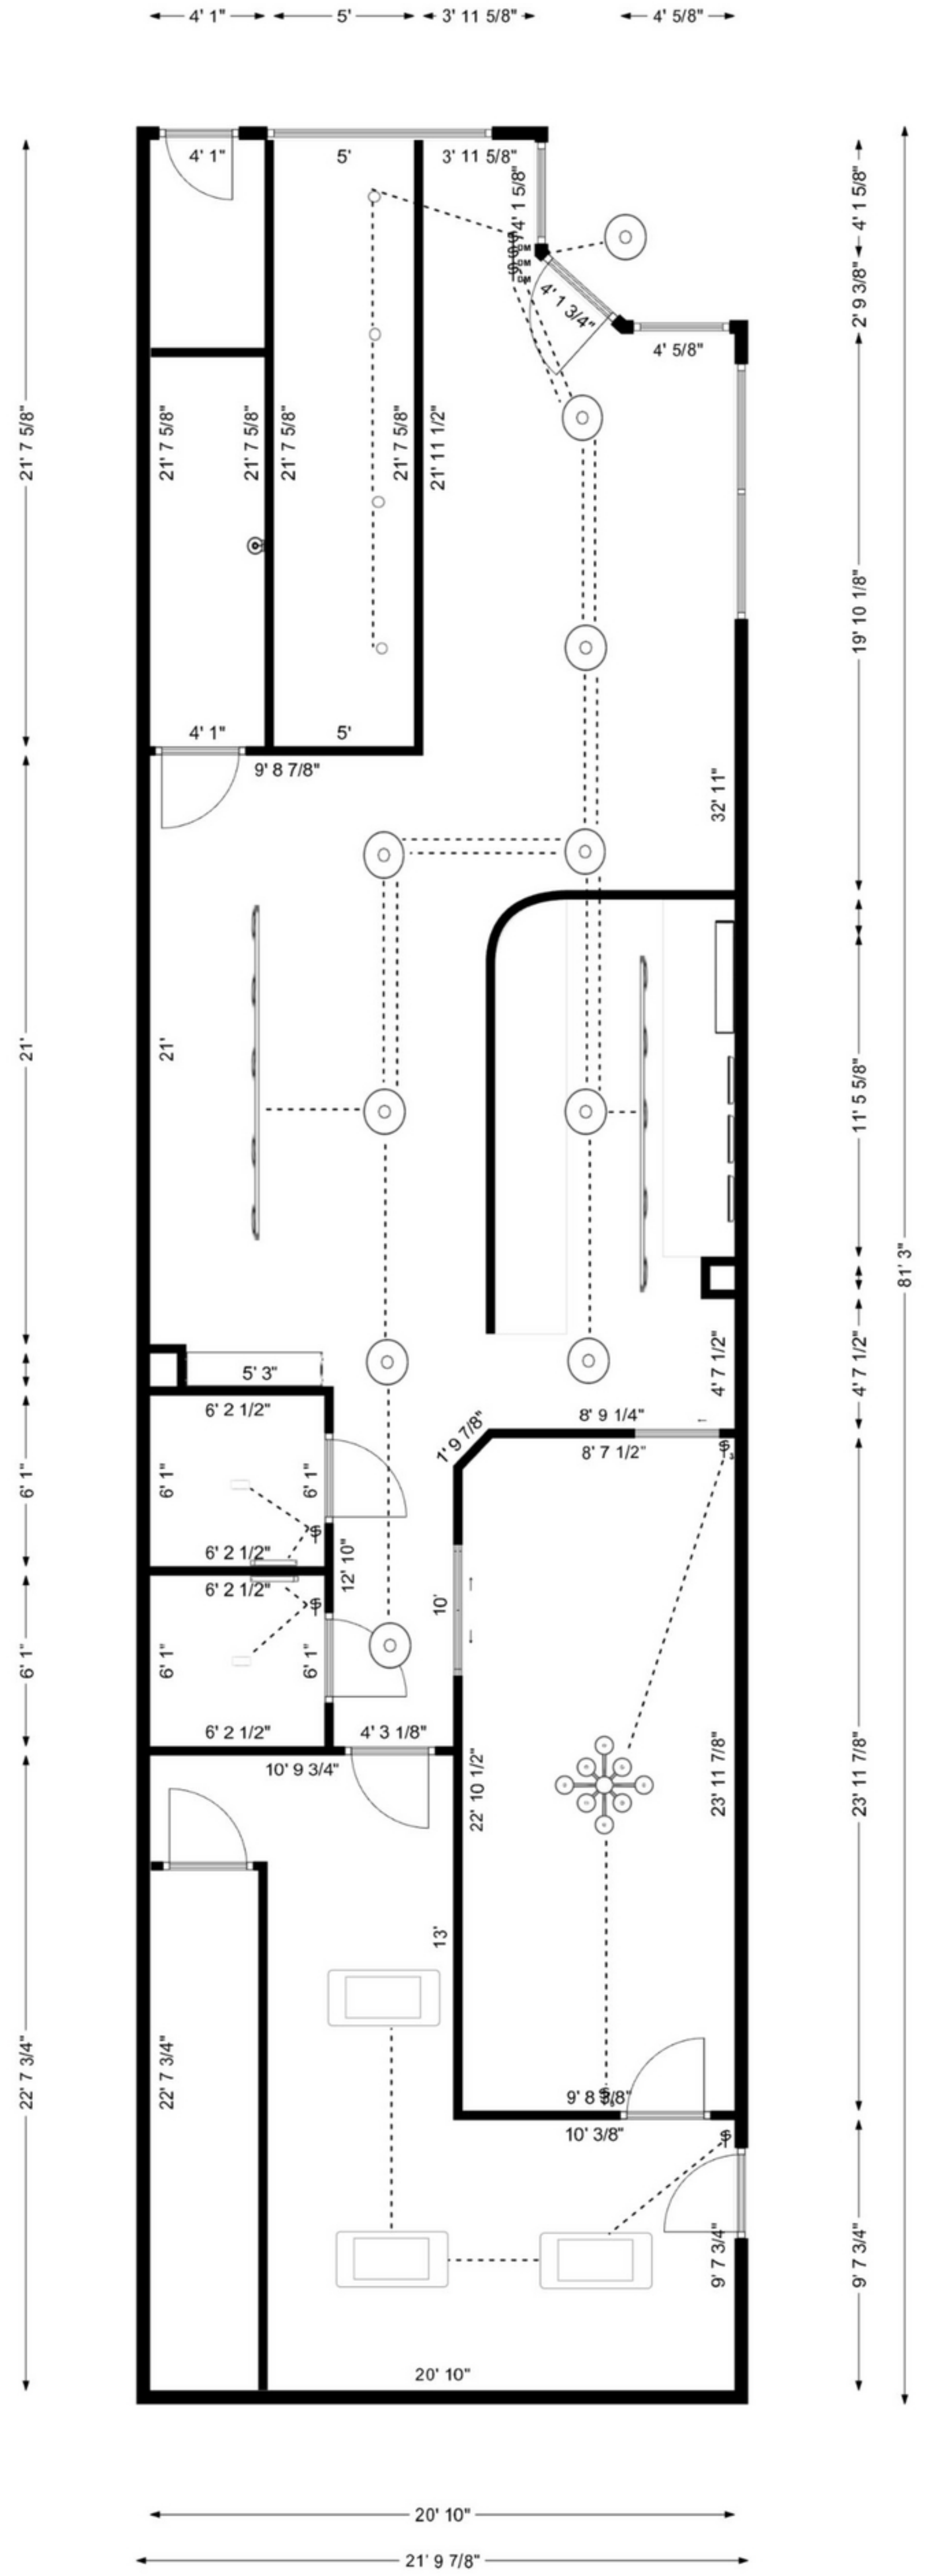 4' 1"
5'
3' 11 5/8"
4' 5/8"
4' 1"
5'
3' 11 5/8"
4' 1 5/8"
4' 1 5/8"
$
$
$
DM
DM
DM
4' 1 3/4"
2' 9 3/8"
4' 5/8"
21' 7 5/8"
21' 7 5/8"
21' 7 5/8"
21' 7 5/8"
21' 7 5/8"
21' 11 1/2"
19' 10 1/8"
4' 1"
5'
9' 8 7/8"
32' 11"
21'
21'
11' 5 5/8"
81' 3"
5' 3"
4' 7 1/2"
4' 7 1/2"
6' 2 1/2"
1' 9 7/8"
8' 9 1/4"
8' 7 1/2"
$
3
6' 1"
6' 1"
6' 1"
$
6' 2 1/2"
12' 10"
6' 2 1/2"
$
10'
6' 1"
6' 1"
6' 1"
6' 2 1/2"
4' 3 1/8"
10' 9 3/4"
22' 10 1/2"
23' 11 7/8"
23' 11 7/8"
13'
22' 7 3/4"
22' 7 3/4"
9' 8 3/8"
$
3
10' 3/8"
$
9' 7 3/4"
9' 7 3/4"
20' 10"
20' 10"
21' 9 7/8"